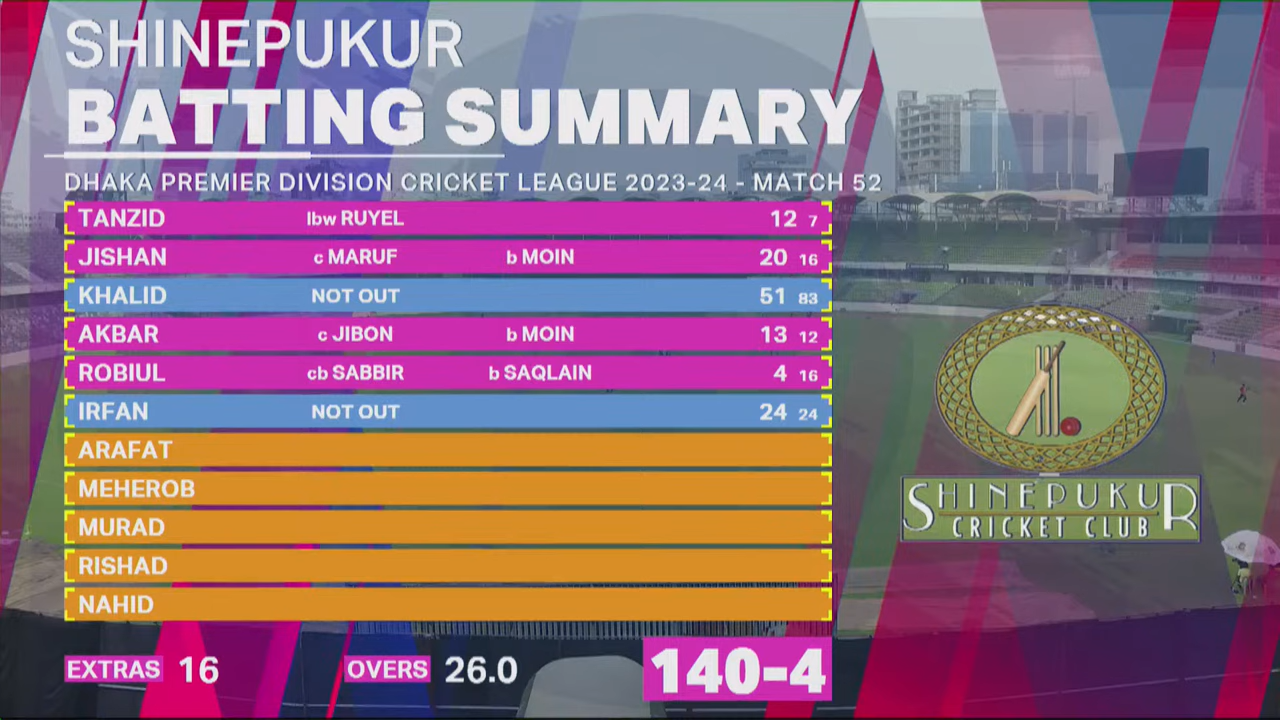 SHINEPUKUR
BATTING SUMMARY
DHAKA PREMIER DIVISION CRICKET LEAGUE 2023-24 - MATCH 52
TANZID lbw RUYEL 12 7
JISHAN c MARUF b MOIN 20 16
KHALID NOT OUT 51 83
AKBAR c JIBON b MOIN 13 12
ROBIUL cb SABBIR b SAQLAIN 4 16
IRFAN NOT OUT 24 24
ARAFAT
MEHEROB
MURAD
RISHAD
NAHID
EXTRAS 16 OVERS 26.0 140-4
SHINEPUKUR
CRICKET CLUB